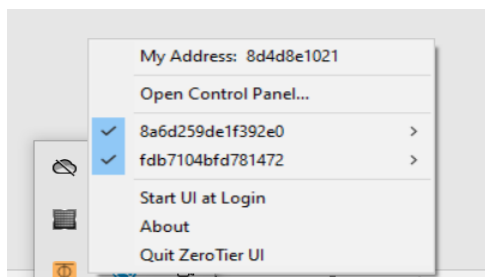 My Address: 8d4d8e1021
Open Control Panel...
8a6d259de1f392e0
fdb7104bfd781472
Start UI at Login
About
Quit ZeroTier UI